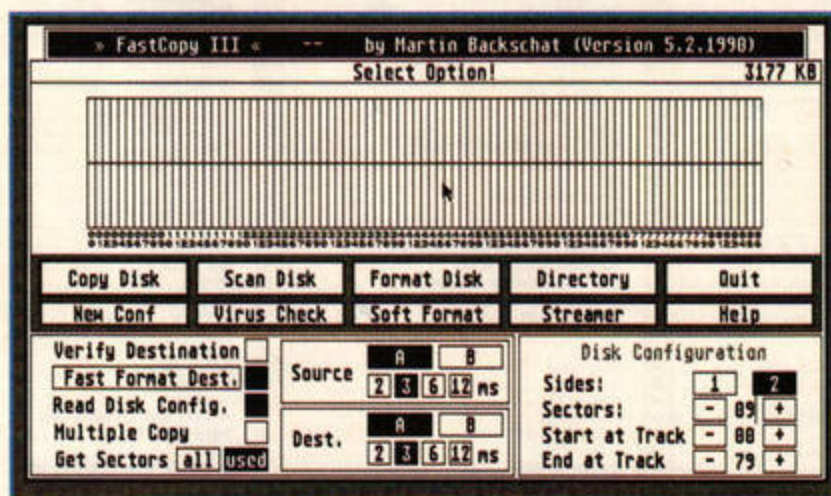 » FastCopy III « -- by Martin Backschat (Version 5.2.1990)
Select Option! 3177 KB
Copy Disk Scan Disk Format Disk Directory Quit
New Conf Virus Check Soft Format Streamer Help
Verify Destination
Fast Format Dest.
Read Disk Config.
Multiple Copy
Get Sectors all used
Source A B
2 3 6 12 ms
Dest. A B
2 3 6 12 ms
Disk Configuration
Sides: 1 2
Sectors: - 09 +
Start at Track - 00 +
End at Track - 79 +